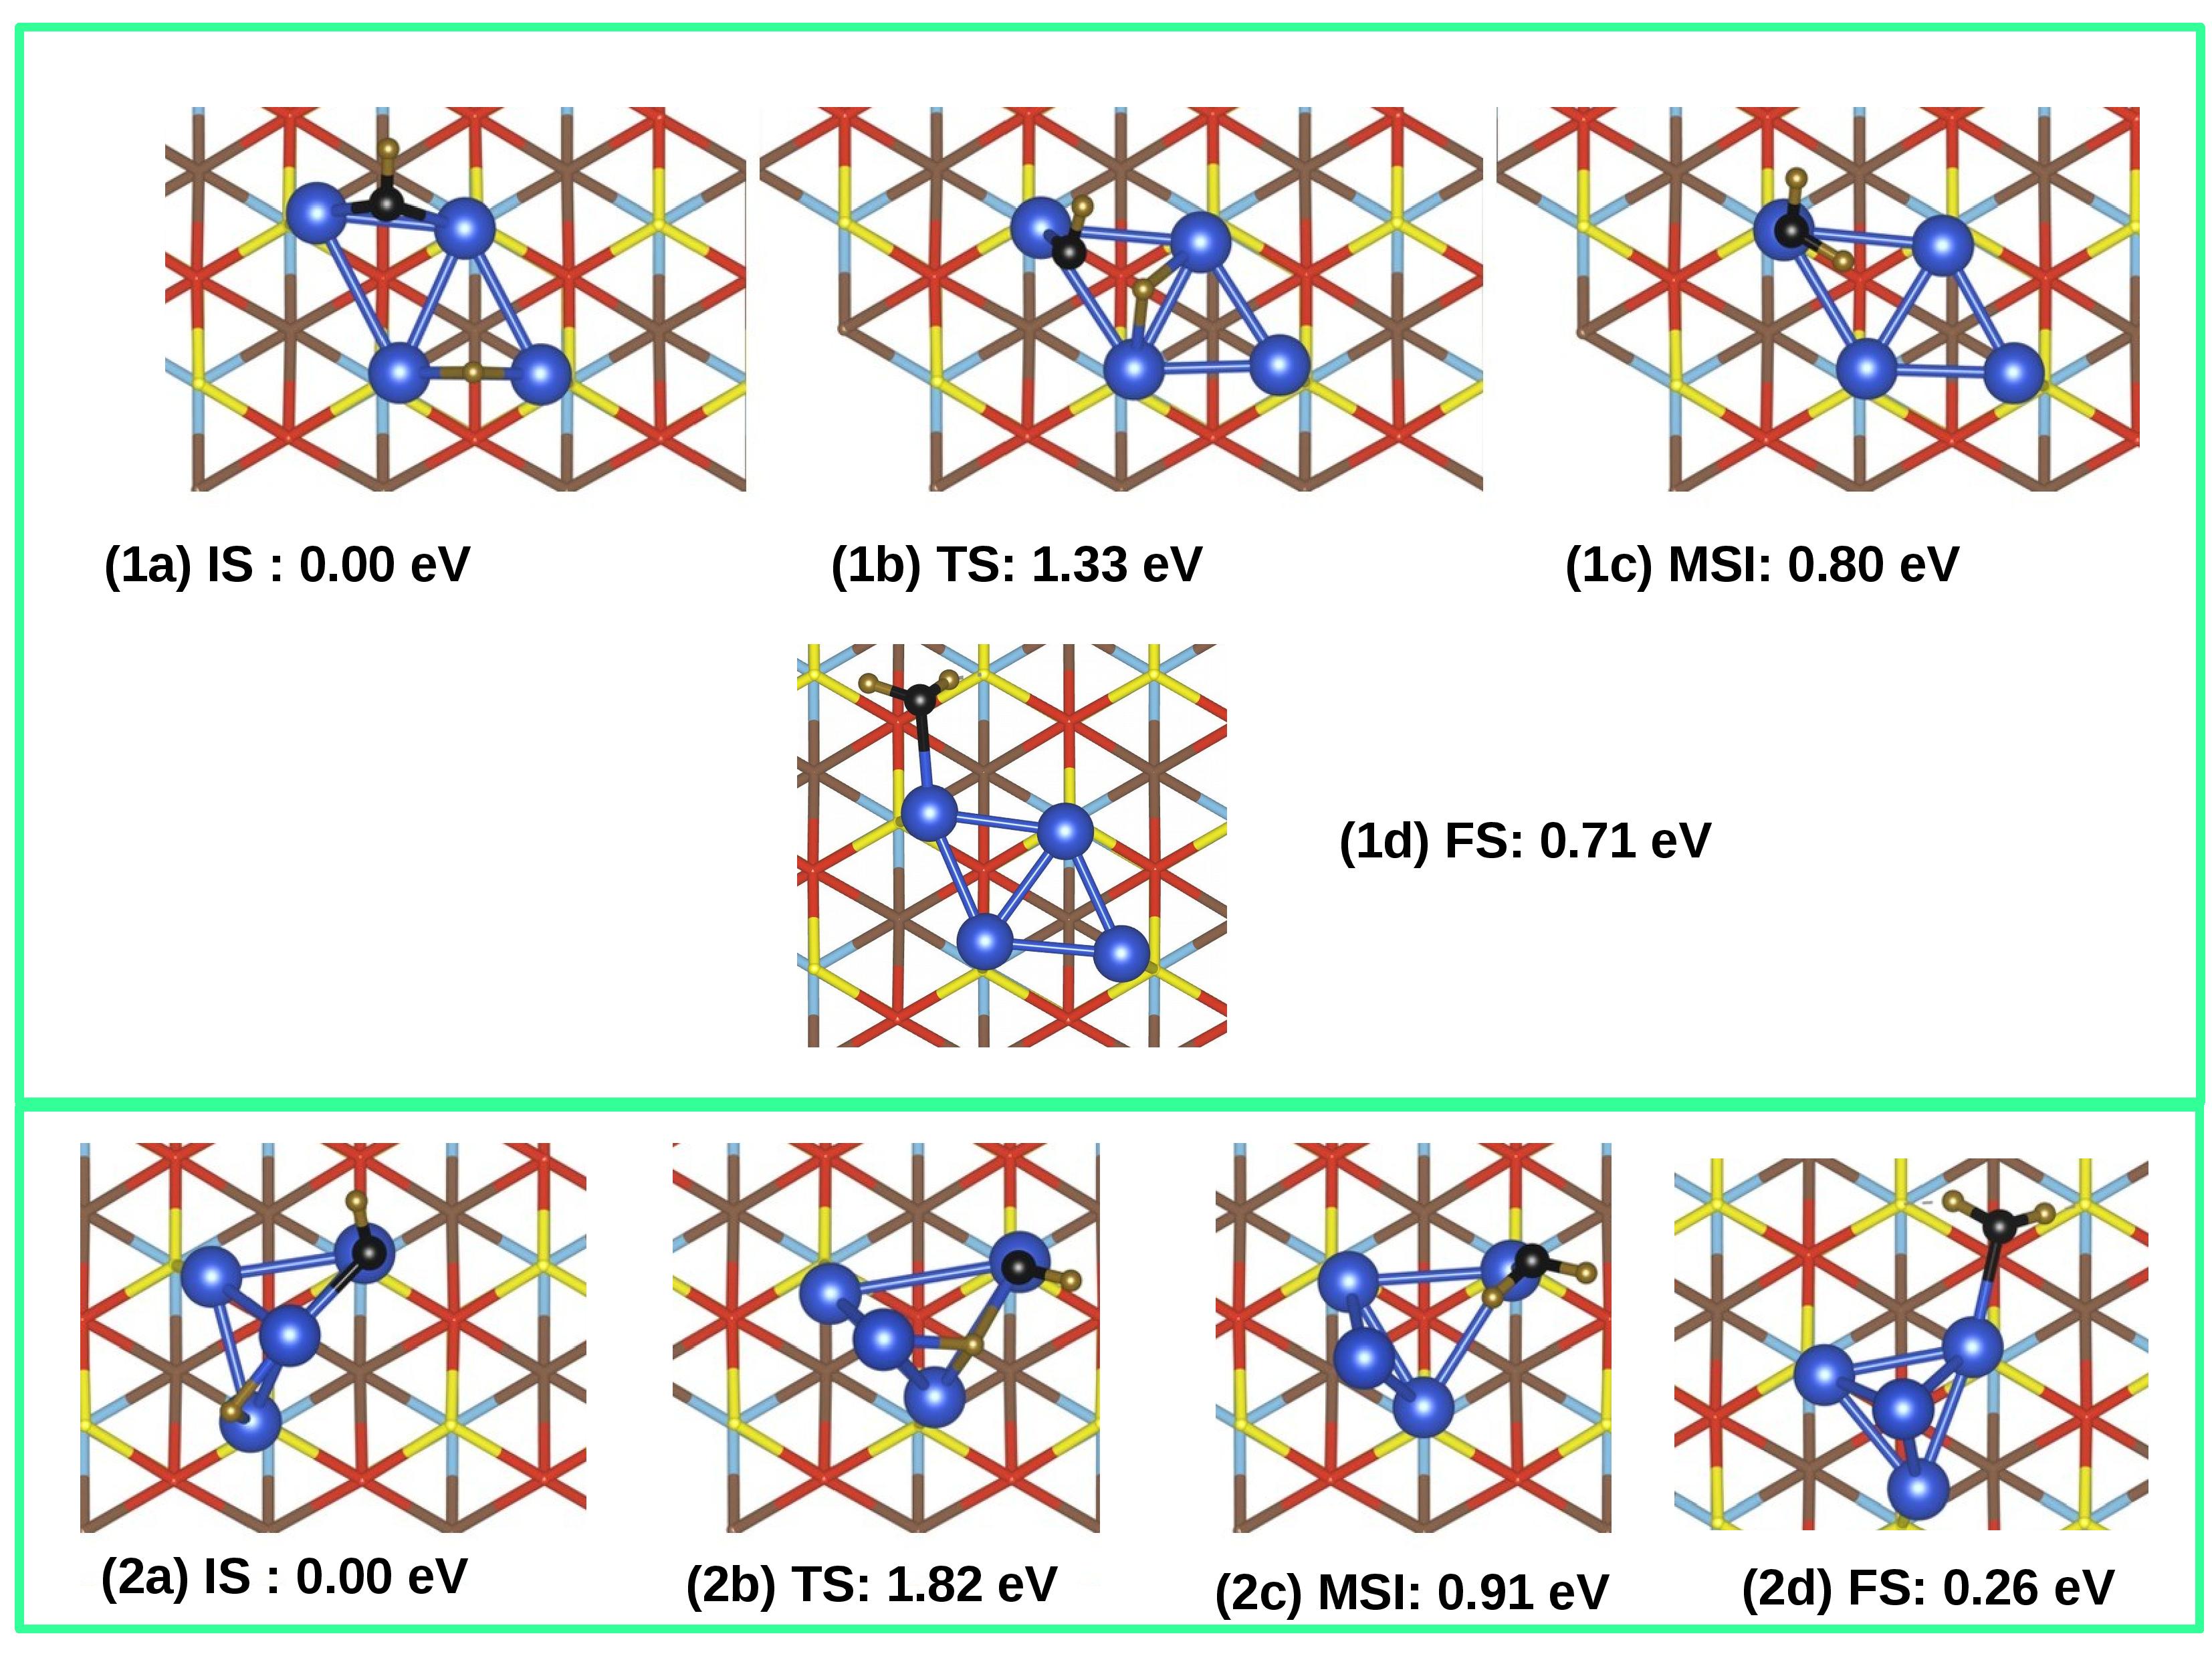 (1a) IS : 0.00 eV
(1b) TS: 1.33 eV
(1c) MSI: 0.80 eV
(1d) FS: 0.71 eV
(2a) IS : 0.00 eV
(2b) TS: 1.82 eV
(2c) MSI: 0.91 eV
(2d) FS: 0.26 eV